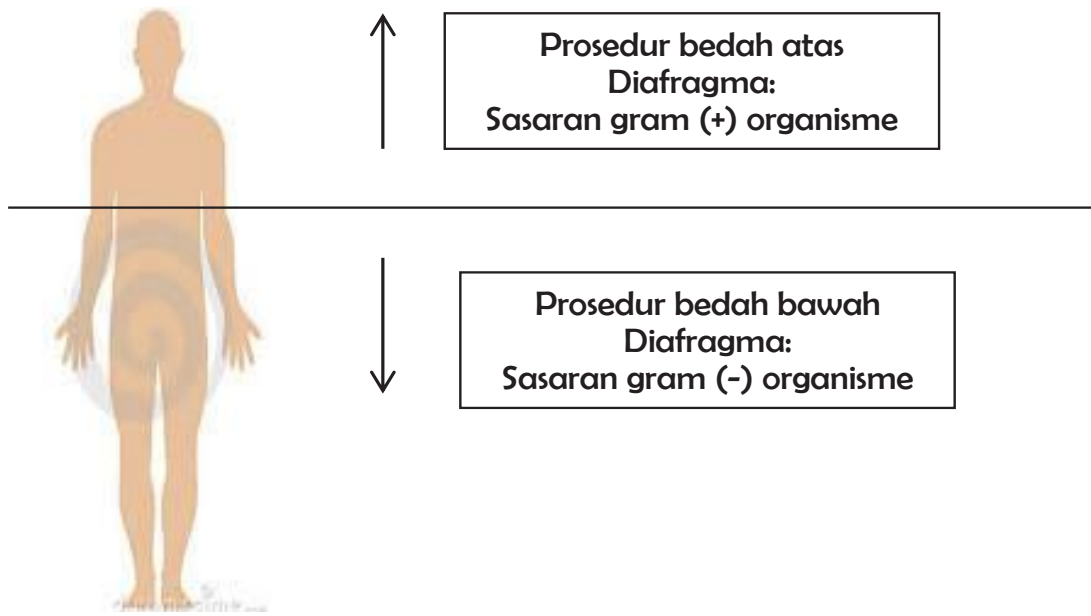 Prosedur bedah atas
Diafragma:
Sasaran gram (+) organisme
Prosedur bedah bawah
Diafragma:
Sasaran gram (-) organisme